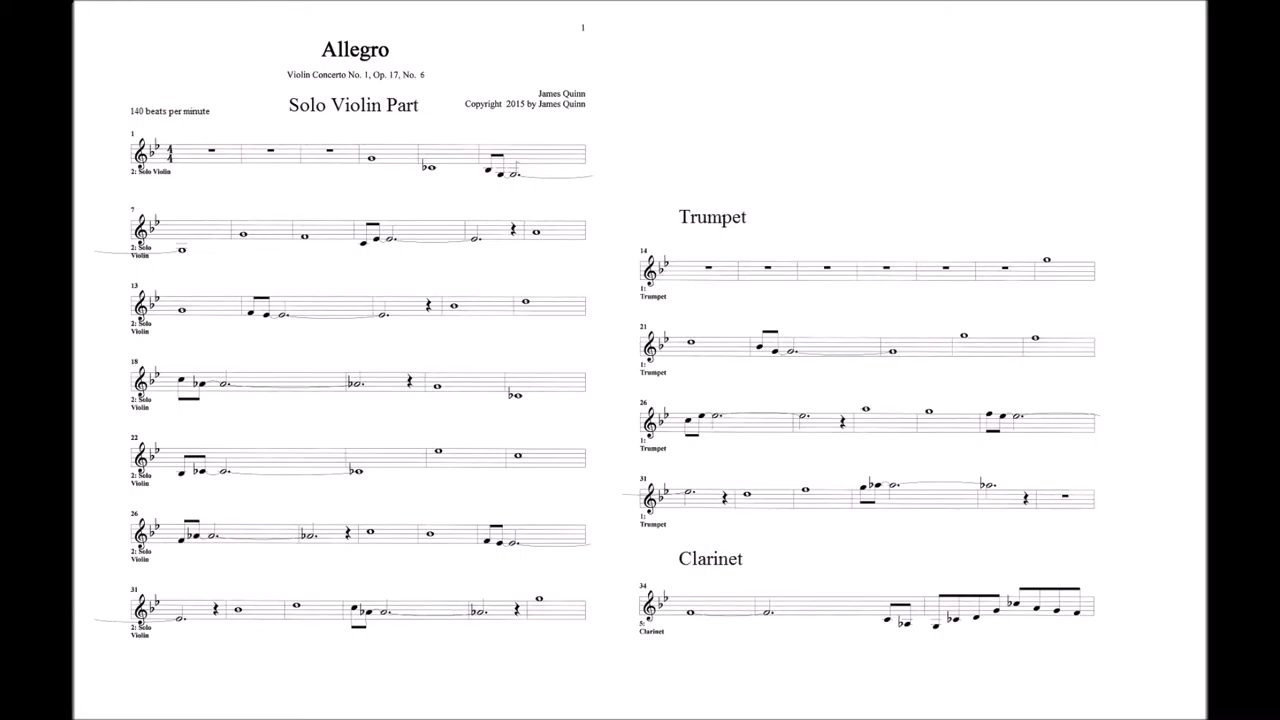 1
Allegro
Violin Concerto No. 1, Op. 17, No. 6
James Quinn
Solo Violin Part
Copyright 2015 by James Quinn
140 beats per minute
1
4
4
2: Solo Violin
7
2: Solo
Violin
13
2: Solo
Violin
18
2: Solo
Violin
22
2: Solo
Violin
26
2: Solo
Violin
31
2: Solo
Violin
Trumpet
14
1:
Trumpet
21
1:
Trumpet
26
1:
Trumpet
31
1:
Trumpet
Clarinet
34
5:
Clarinet